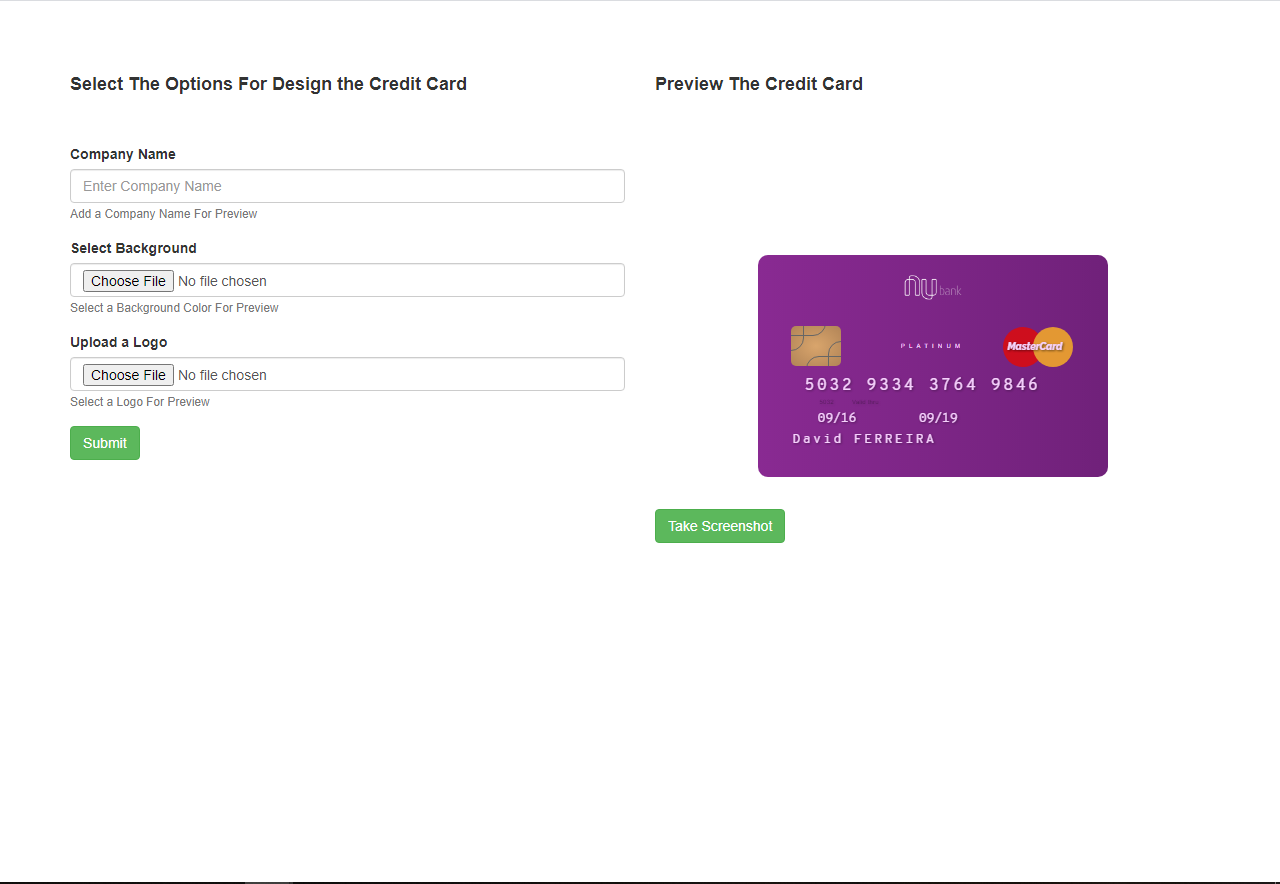 Select The Options For Design the Credit Card
Company Name
Enter Company Name
Add a Company Name For Preview
Select Background
Choose File No file chosen
Select a Background Color For Preview
Upload a Logo
Choose File No file chosen
Select a Logo For Preview
Submit
Preview The Credit Card
nu bank
PLATINUM
MasterCard
5032 9334 3764 9846
09/16 09/19
David FERREIRA
Take Screenshot